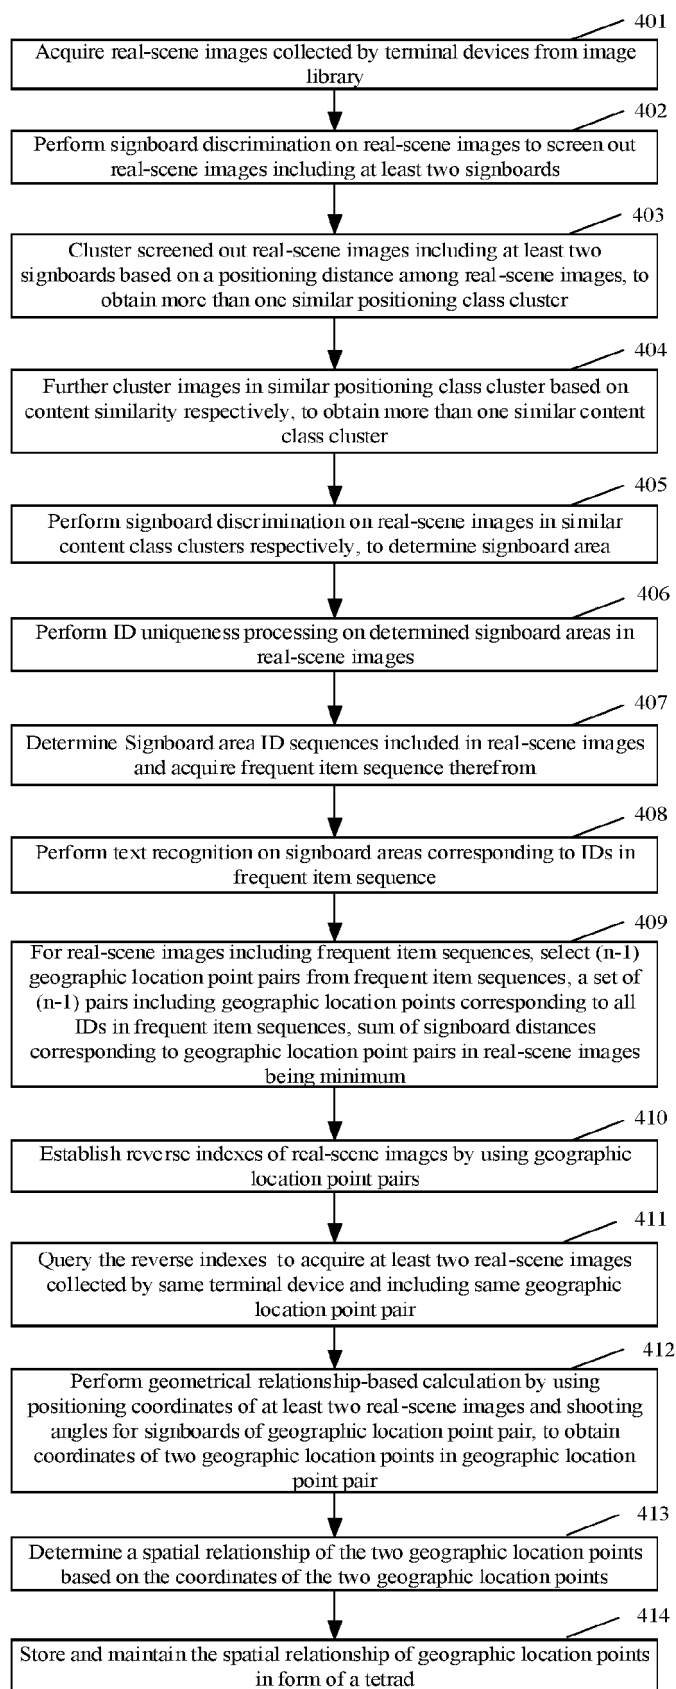 401
Acquire real-scene images collected by terminal devices from image
library
402
Perform signboard discrimination on real-scene images to screen out
real-scene images including at least two signboards
403
Cluster screened out real-scene images including at least two
signboards based on a positioning distance among real-scene images, to
obtain more than one similar positioning class cluster
404
Further cluster images in similar positioning class cluster based on
content similarity respectively, to obtain more than one similar content
class cluster
405
Perform signboard discrimination on real-scene images in similar
content class clusters respectively, to determine signboard area
406
Perform ID uniqueness processing on determined signboard areas in
real-scene images
407
Determine Signboard area ID sequences included in real-scene images
and acquire frequent item sequence therefrom
408
Perform text recognition on signboard areas corresponding to IDs in
frequent item sequence
409
For real-scene images including frequent item sequences, select (n-1)
geographic location point pairs from frequent item sequences, a set of
(n-1) pairs including geographic location points corresponding to all
IDs in frequent item sequences, sum of signboard distances
corresponding to geographic location point pairs in real-scene images
being minimum
410
Establish reverse indexes of real-scene images by using geographic
location point pairs
411
Query the reverse indexes to acquire at least two real-scene images
collected by same terminal device and including same geographic
location point pair
412
Perform geometrical relationship-based calculation by using
positioning coordinates of at least two real-scene images and shooting
angles for signboards of geographic location point pair, to obtain
coordinates of two geographic location points in geographic location
point pair
413
Determine a spatial relationship of the two geographic location points
based on the coordinates of the two geographic location points
414
Store and maintain the spatial relationship of geographic location points
in form of a tetrad